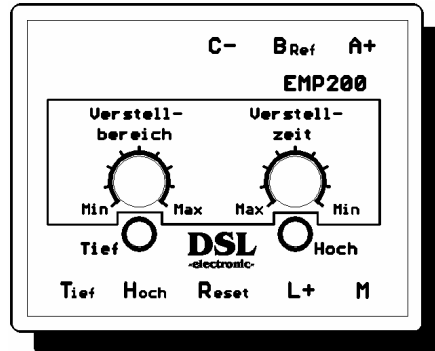 C- BRef A+
EMP200
Verstell- Verstell-
bereich zeit
Min Max Max Min
Tief Hoch
DSL
-electronic-
Tief Hoch Reset L+ M